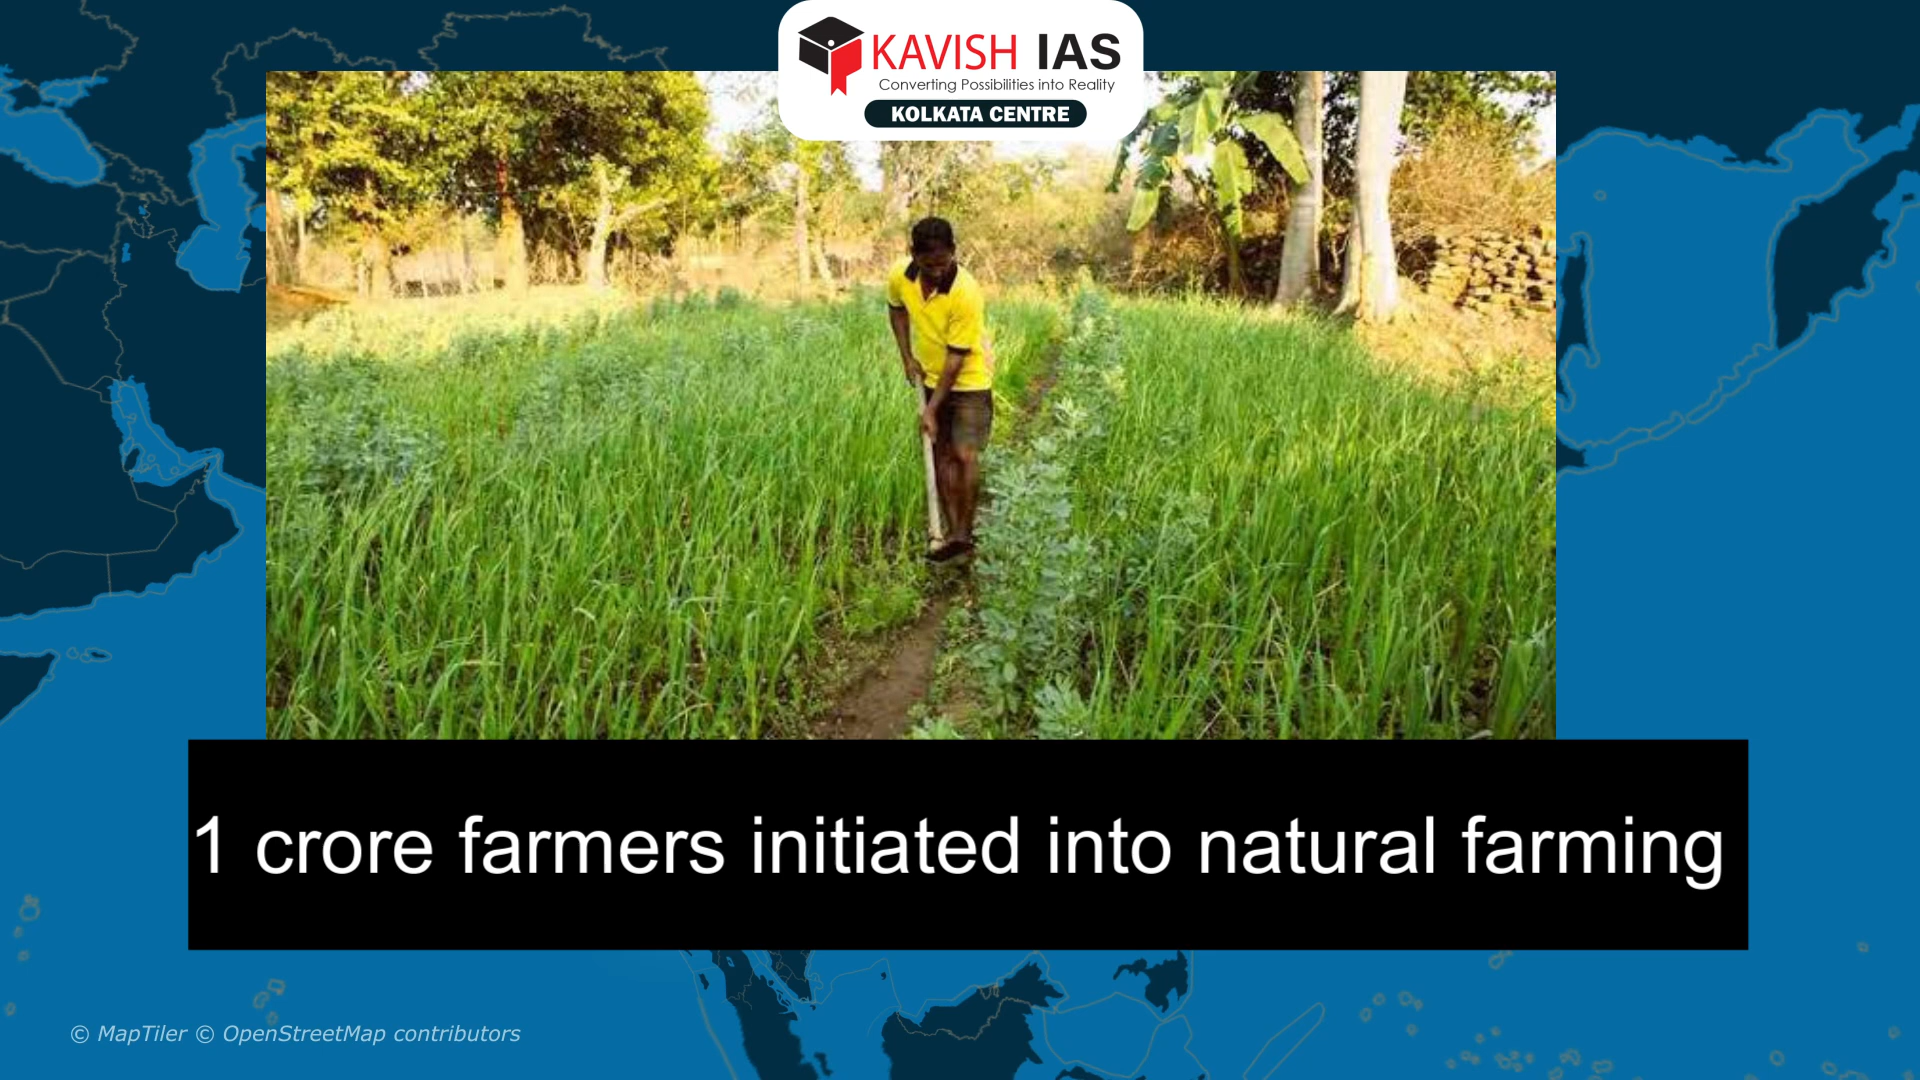 KAVISH IAS
Converting Possibilities into Reality
KOLKATA CENTRE
1 crore farmers initiated into natural farming
© MapTiler © OpenStreetMap contributors